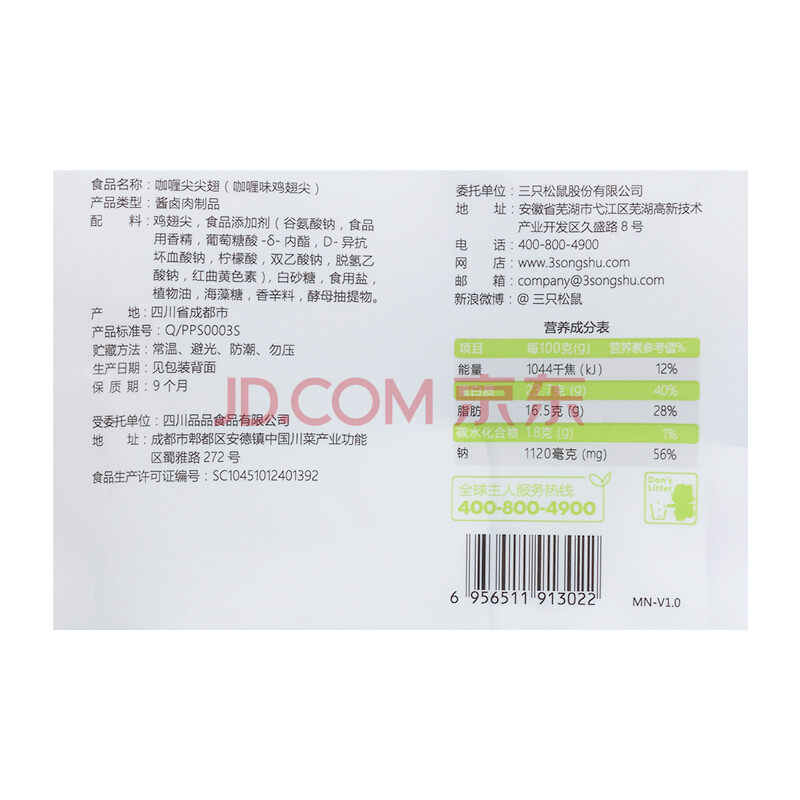 食品名称：咖喱尖尖翅（咖喱味鸡翅尖）
产品类型：酱卤肉制品
配 料：鸡翅尖，食品添加剂（谷氨酸钠，食品
用香精，葡萄糖酸-δ-内酯，D-异抗
坏血酸钠，柠檬酸，双乙酸钠，脱氢乙
酸钠，红曲黄色素），白砂糖，食用盐，
植物油，海藻糖，香辛料，酵母抽提物。
产 地：四川省成都市
产品标准号：Q/PPS0003S
贮藏方法：常温、避光、防潮、勿压
生产日期：见包装背面
保 质 期：9个月
受委托单位：四川品品食品有限公司
地 址：成都市郫都区安德镇中国川菜产业功能
区蜀雅路272号
食品生产许可证编号：SC10451012401392
委托单位：三只松鼠股份有限公司
地 址：安徽省芜湖市弋江区芜湖高新技术
产业开发区久盛路8号
电 话：400-800-4900
网 店：www.3songshu.com
邮 箱：company@3songshu.com
新浪微博：@三只松鼠
营养成分表
项目 每100克(g) 营养素参考值%
能量 1044千焦(kJ) 12%
蛋白质 23.7克(g) 40%
脂肪 16.5克(g) 28%
碳水化合物 1.8克(g) 1%
钠 1120毫克(mg) 56%
全球主人服务热线
400-800-4900
Don's
Litter
6 956511 913022
MN-V1.0
JD.COM 京东